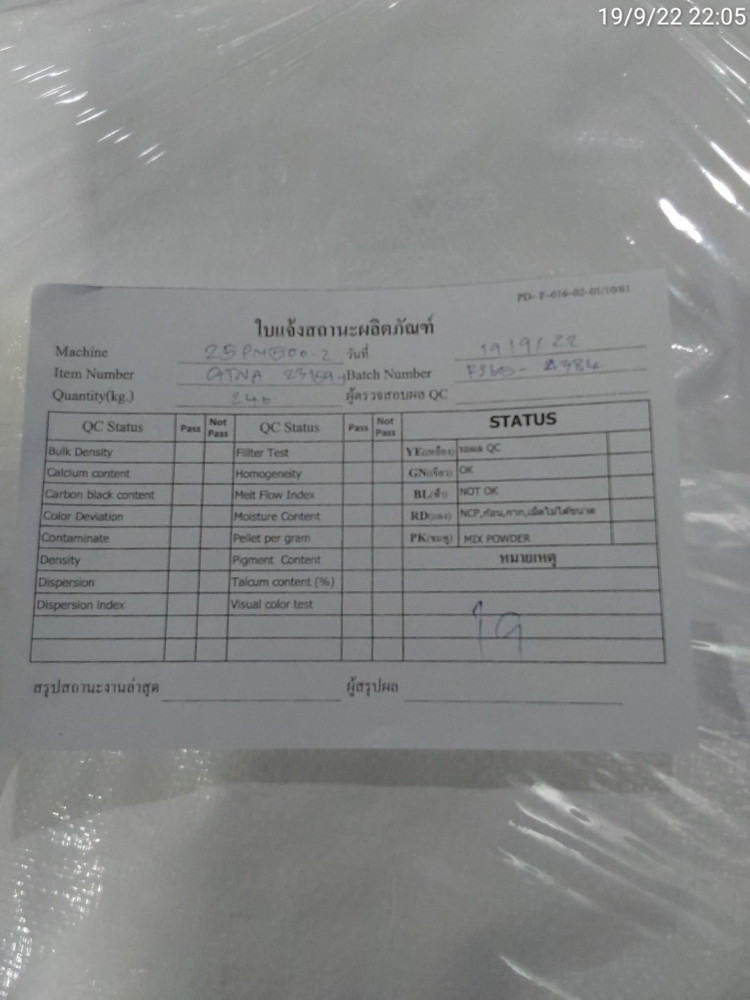 19/9/22 22:05
PD- F-016-02-01/10/61
ใบแจ้งสถานะผลิตภัณฑ์
Machine 25PM500-2 วันที่ 19/9/22
Item Number Batch Number
Quantity(kg.) 240 ผู้ตรวจสอบผล QC
QC Status Pass Not Pass QC Status Pass Not Pass STATUS
Bulk Density Filter Test YE(เหลือง) รอผล QC
Calcium content Homogeneity GN(เขียว) OK
Carbon black content Melt Flow Index BL(ฟ้า) NOT OK
Color Deviation Moisture Content RD(แดง) NCP,ก้อน,กาก,เม็ดไม่ได้ขนาด
Contaminate Pellet per gram PK(ชมพู) MIX POWDER
Density Pigment Content หมายเหตุ
Dispersion Talcum content (%)
Dispersion index Visual color test
19
สรุปสถานะงานล่าสุด ผู้สรุปผล